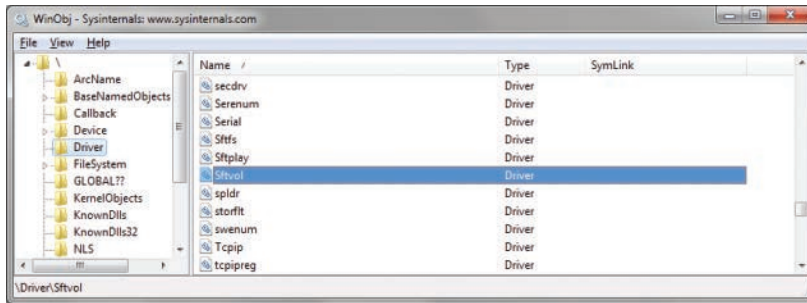 WinObj - Sysinternals: www.sysinternals.com
File View Help
\
ArcName
BaseNamedObjects
Callback
Device
Driver
FileSystem
GLOBAL??
KernelObjects
KnownDlls
KnownDlls32
NLS
Name / Type SymLink
secdrv Driver
Serenum Driver
Serial Driver
Sftfs Driver
Sftplay Driver
Sftvol Driver
spldr Driver
storflt Driver
swenum Driver
Tcpip Driver
tcpipreg Driver
\Driver\Sftvol